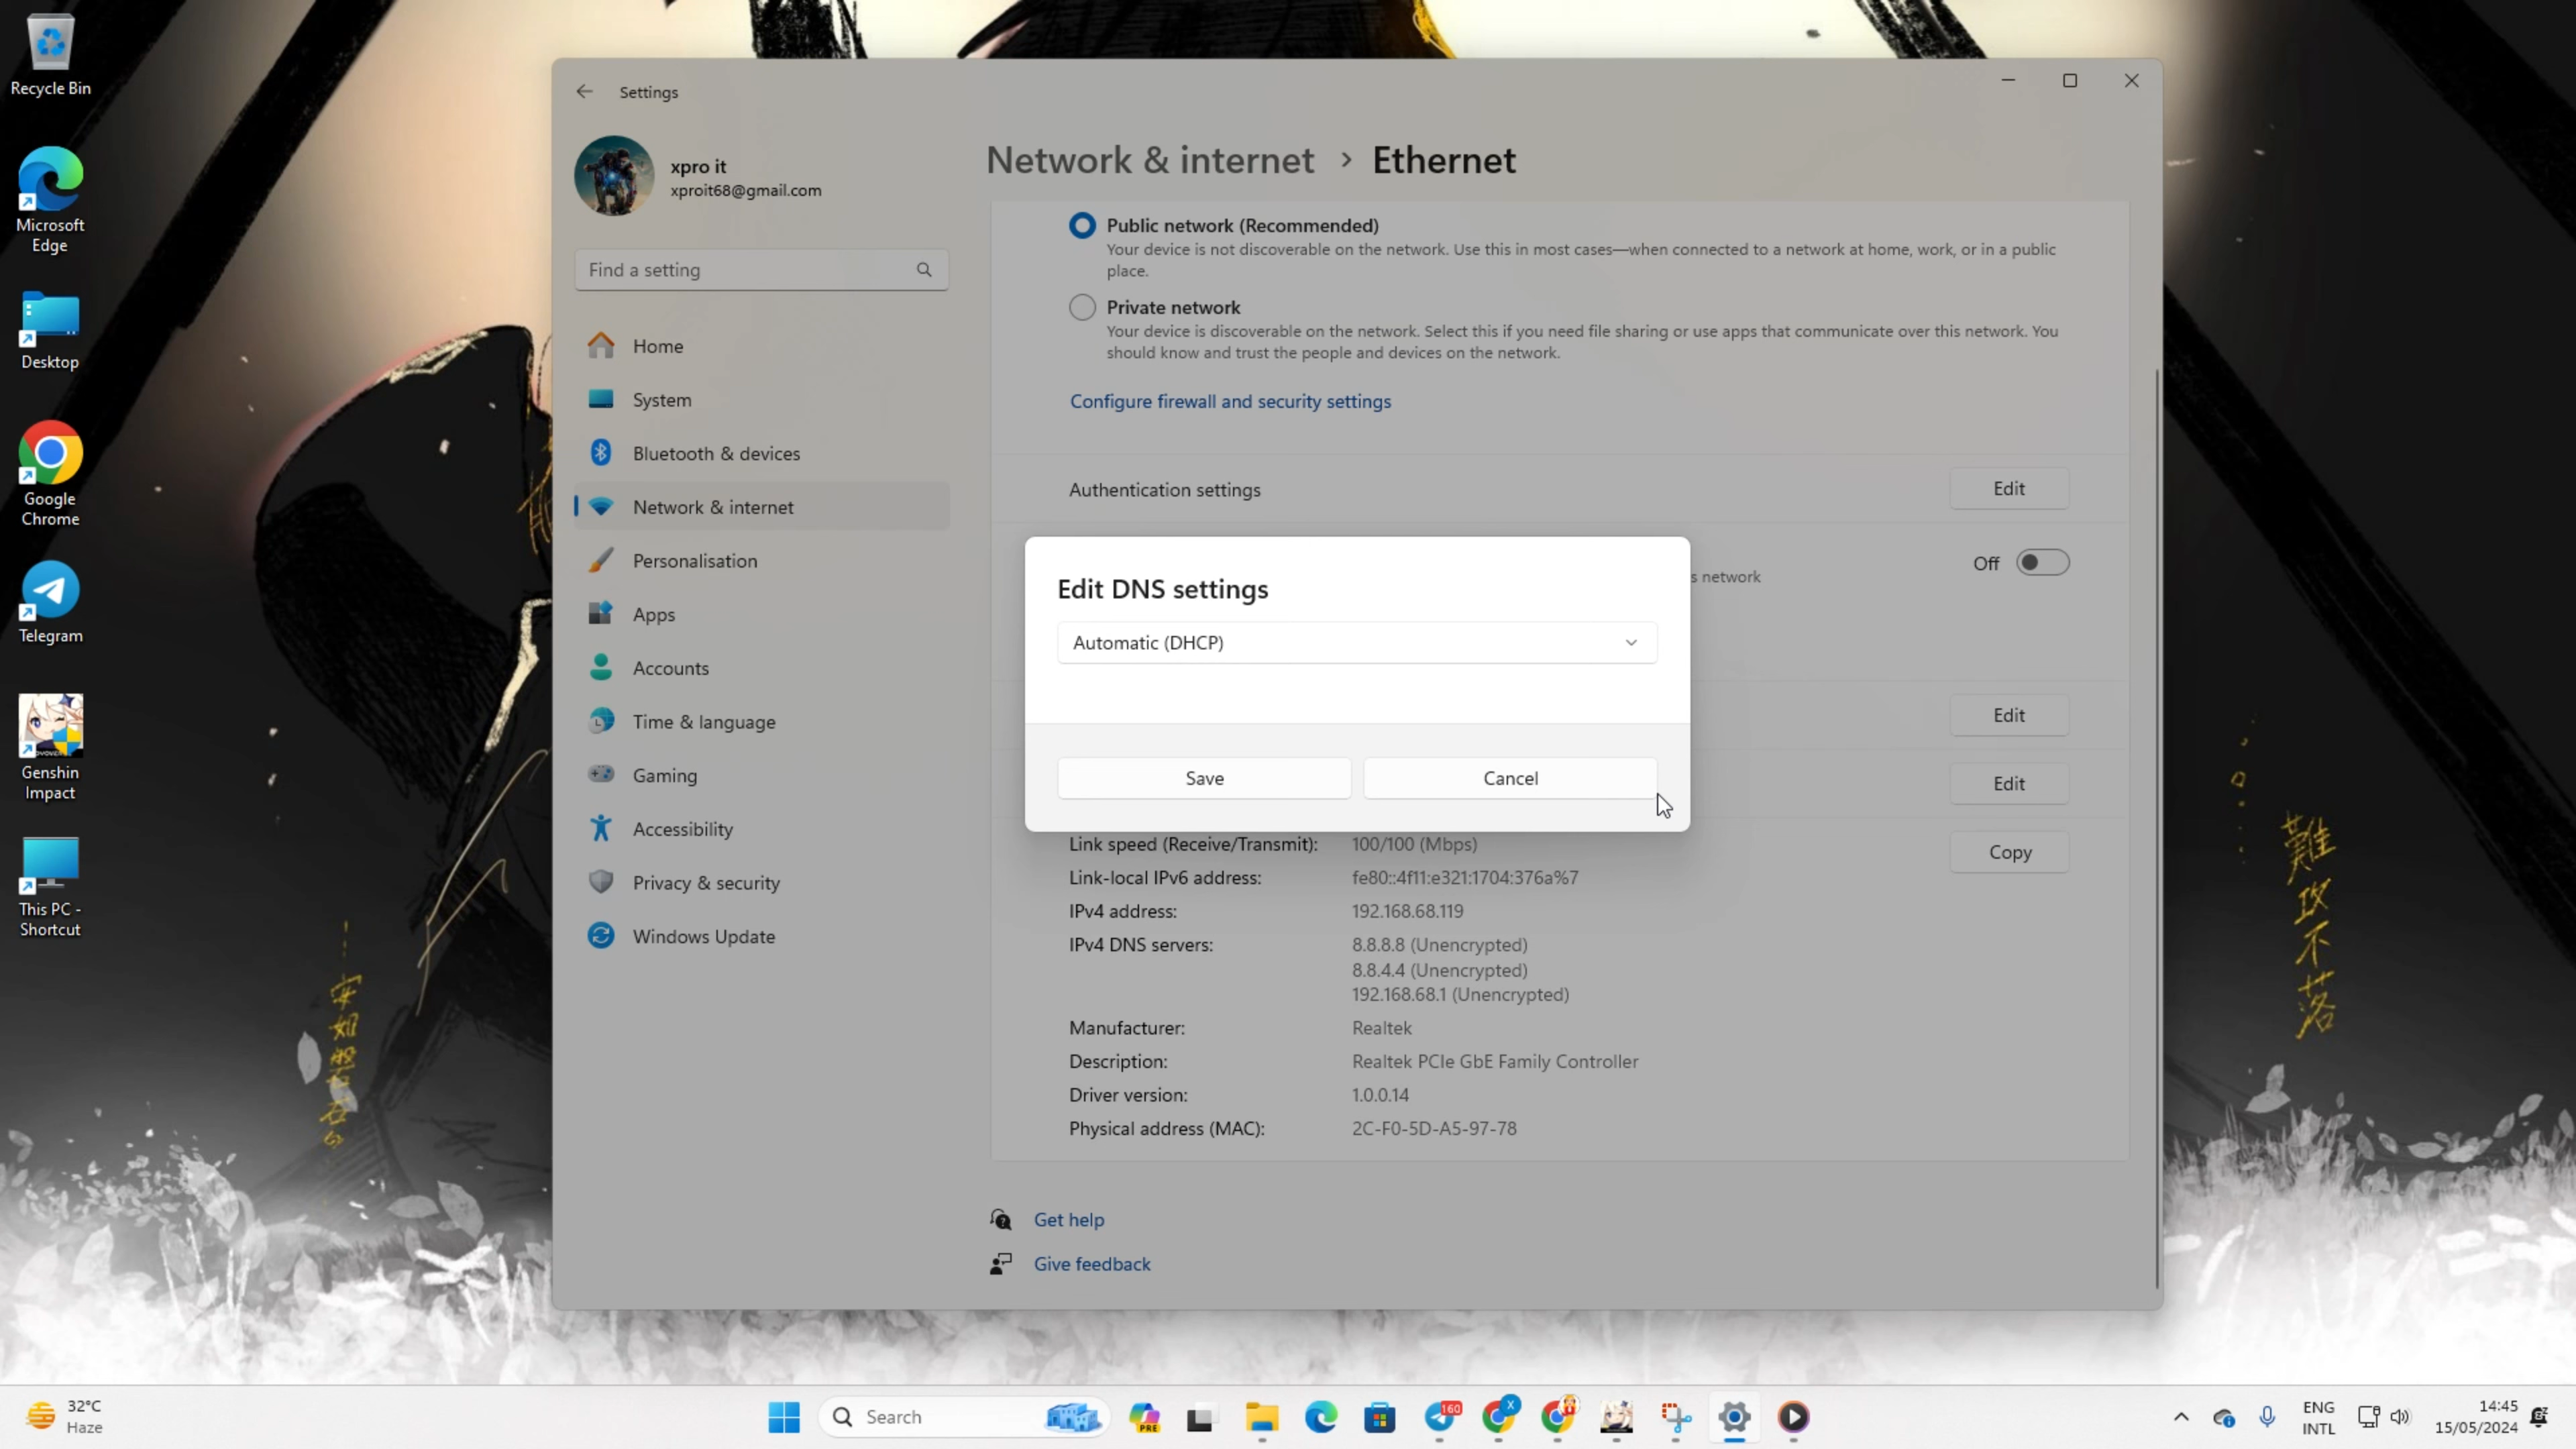 Recycle Bin
Microsoft
Edge
Desktop
Google
Chrome
Telegram
Genshin
Impact
This PC -
Shortcut
Settings
xpro it
xproit68@gmail.com
Find a setting
Home
System
Bluetooth & devices
Network & internet
Personalisation
Apps
Accounts
Time & language
Gaming
Accessibility
Privacy & security
Windows Update
Network & internet › Ethernet
Public network (Recommended)
Your device is not discoverable on the network. Use this in most cases—when connected to a network at home, work, or in a public
place.
Private network
Your device is discoverable on the network. Select this if you need file sharing or use apps that communicate over this network. You
should know and trust the people and devices on the network.
Configure firewall and security settings
Authentication settings
Edit
s network
Off
Edit DNS settings
Automatic (DHCP)
Save
Cancel
Edit
Edit
Link speed (Receive/Transmit): 100/100 (Mbps)
Copy
Link-local IPv6 address: fe80::4f11:e321:1704:376a%7
IPv4 address: 192.168.68.119
IPv4 DNS servers: 8.8.8.8 (Unencrypted)
8.8.4.4 (Unencrypted)
192.168.68.1 (Unencrypted)
Manufacturer: Realtek
Description: Realtek PCIe GbE Family Controller
Driver version: 1.0.0.14
Physical address (MAC): 2C-F0-5D-A5-97-78
Get help
Give feedback
安如磐石
難攻不落
32°C
Haze
Search
PRE
160
X
ENG
INTL
14:45
15/05/2024